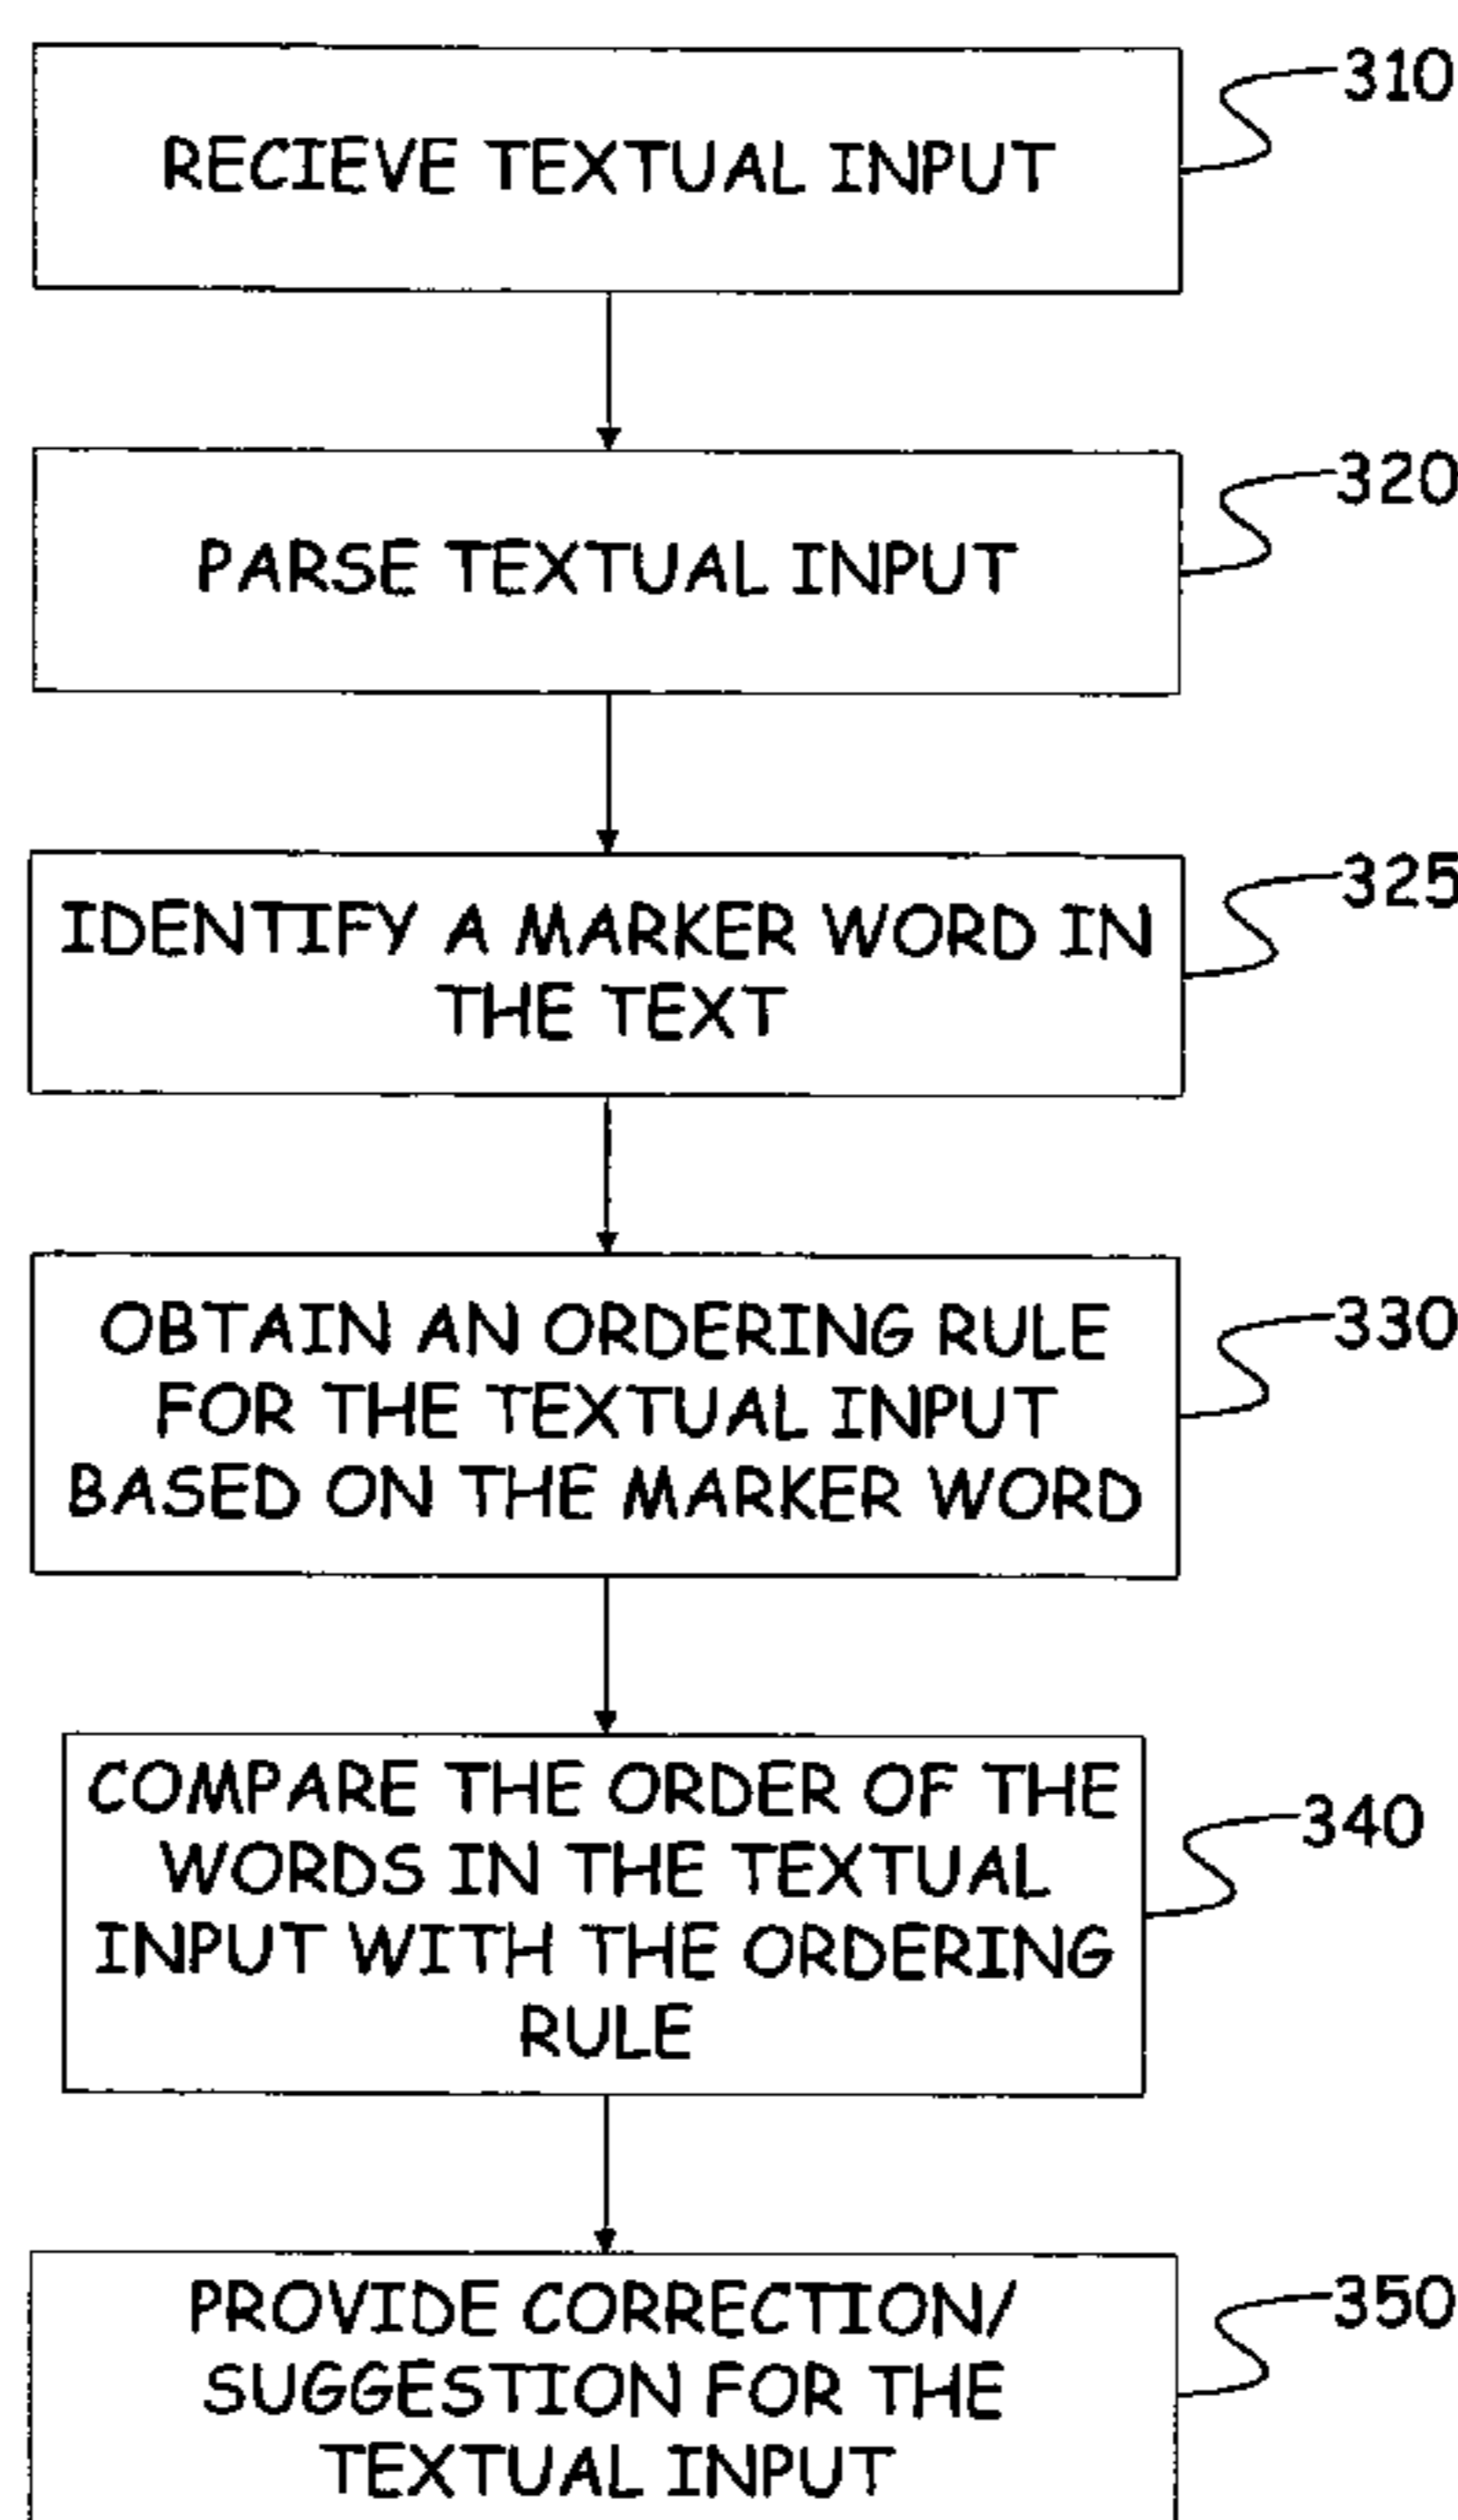 310
RECIEVE TEXTUAL INPUT
320
PARSE TEXTUAL INPUT
325
IDENTIFY A MARKER WORD IN
THE TEXT
330
OBTAIN AN ORDERING RULE
FOR THE TEXTUAL INPUT
BASED ON THE MARKER WORD
340
COMPARE THE ORDER OF THE
WORDS IN THE TEXTUAL
INPUT WITH THE ORDERING
RULE
350
PROVIDE CORRECTION/
SUGGESTION FOR THE
TEXTUAL INPUT